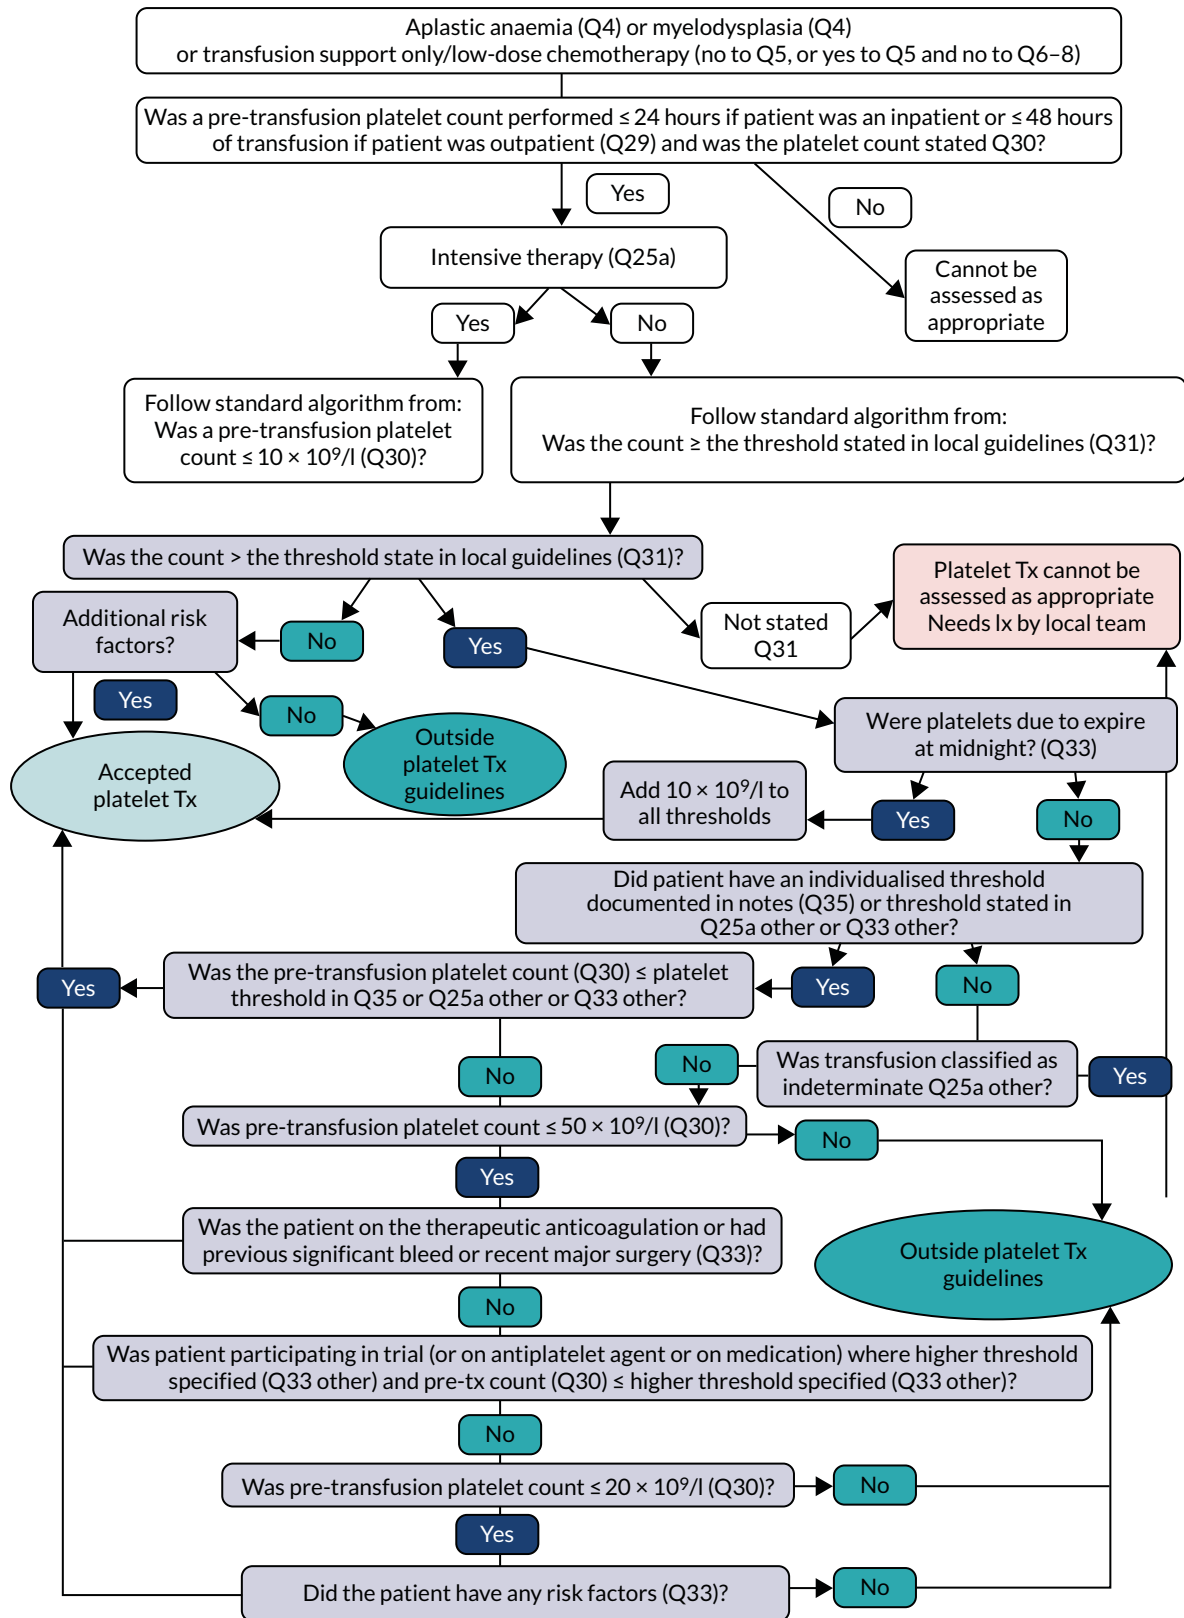 Aplastic anaemia (Q4) or myelodysplasia (Q4)
or transfusion support only/low-dose chemotherapy (no to Q5, or yes to Q5 and no to Q6–8)
Was a pre-transfusion platelet count performed ≤ 24 hours if patient was an inpatient or ≤ 48 hours
of transfusion if patient was outpatient (Q29) and was the platelet count stated Q30?
Yes
No
Intensive therapy (Q25a)
Cannot be
assessed as
appropriate
Yes
No
Follow standard algorithm from:
Was a pre-transfusion platelet
count ≤ 10 × 10⁹/l (Q30)?
Follow standard algorithm from:
Was the count ≥ the threshold stated in local guidelines (Q31)?
Was the count > the threshold state in local guidelines (Q31)?
Platelet Tx cannot be
assessed as appropriate
Needs Ix by local team
Additional risk
factors?
No
Yes
Not stated
Q31
Yes
No
Were platelets due to expire
at midnight? (Q33)
Accepted
platelet Tx
Outside
platelet Tx
guidelines
Add 10 × 10⁹/l to
all thresholds
Yes
No
Did patient have an individualised threshold
documented in notes (Q35) or threshold stated in
Q25a other or Q33 other?
Yes
Was the pre-transfusion platelet count (Q30) ≤ platelet
threshold in Q35 or Q25a other or Q33 other?
Yes
No
No
No
Was transfusion classified as
indeterminate Q25a other?
Yes
Was pre-transfusion platelet count ≤ 50 × 10⁹/l (Q30)?
No
Yes
Was the patient on the therapeutic anticoagulation or had
previous significant bleed or recent major surgery (Q33)?
Outside platelet Tx
guidelines
No
Was patient participating in trial (or on antiplatelet agent or on medication) where higher threshold
specified (Q33 other) and pre-tx count (Q30) ≤ higher threshold specified (Q33 other)?
No
Was pre-transfusion platelet count ≤ 20 × 10⁹/l (Q30)?
No
Yes
Did the patient have any risk factors (Q33)?
No